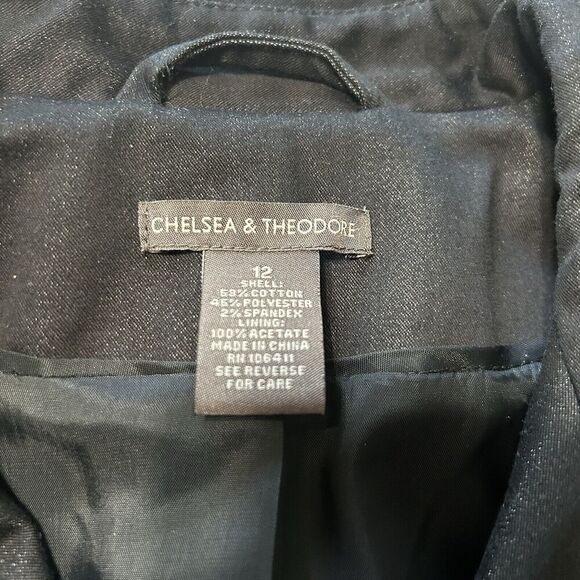 CHELSEA & THEODORE
12
SHELL:
53% COTTON
45% POLYESTER
2% SPANDEX
LINING:
100% ACETATE
MADE IN CHINA
RN 106411
SEE REVERSE
FOR CARE